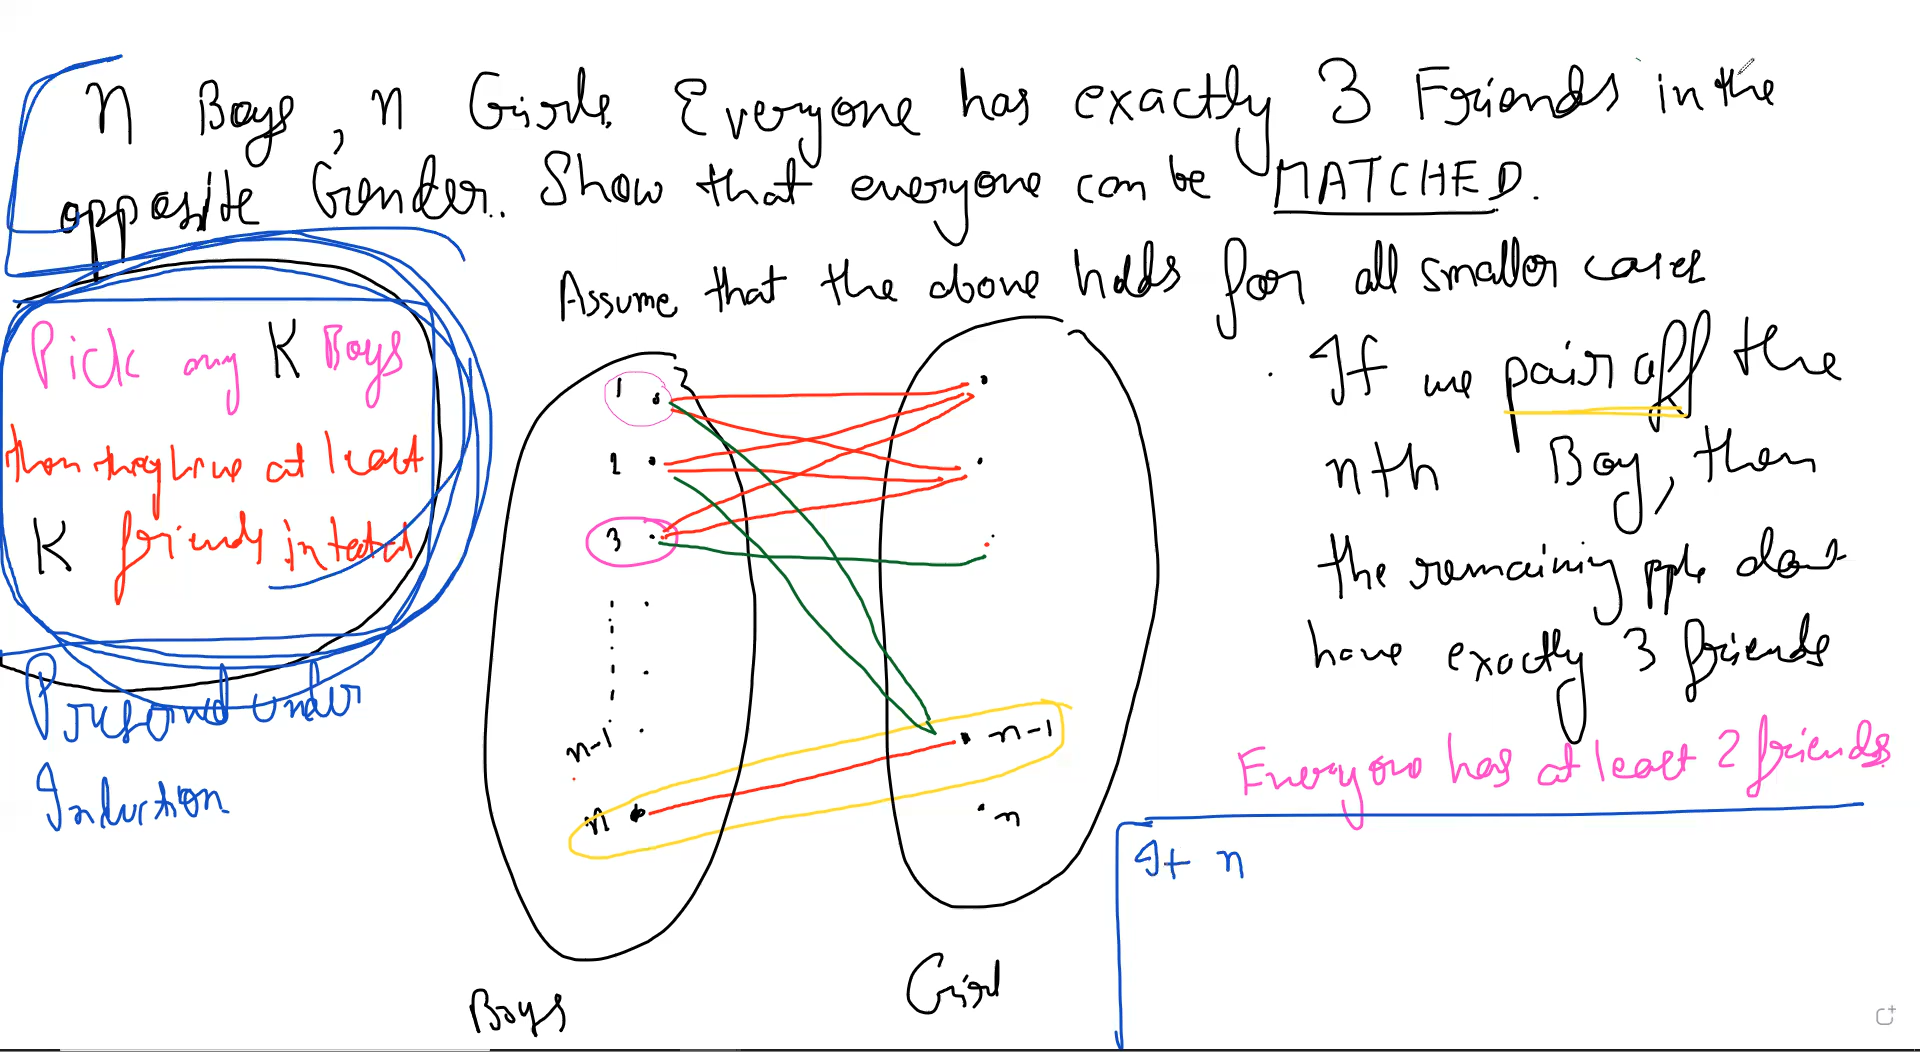 n Boys, n Girls. Everyone has exactly 3 Friends in the
opposite Gender. Show that everyone can be MATCHED.
Assume that the above holds for all smaller cases
Pick any K Boys
then they have at least
K friends in total
Preserved under
Induction
1
2
3
n-1
n
n-1
n
Boys
Girl
If we pair off the
nth Boy, then
the remaining ppl dont
have exactly 3 friends
Everyone has at least 2 friends
If n